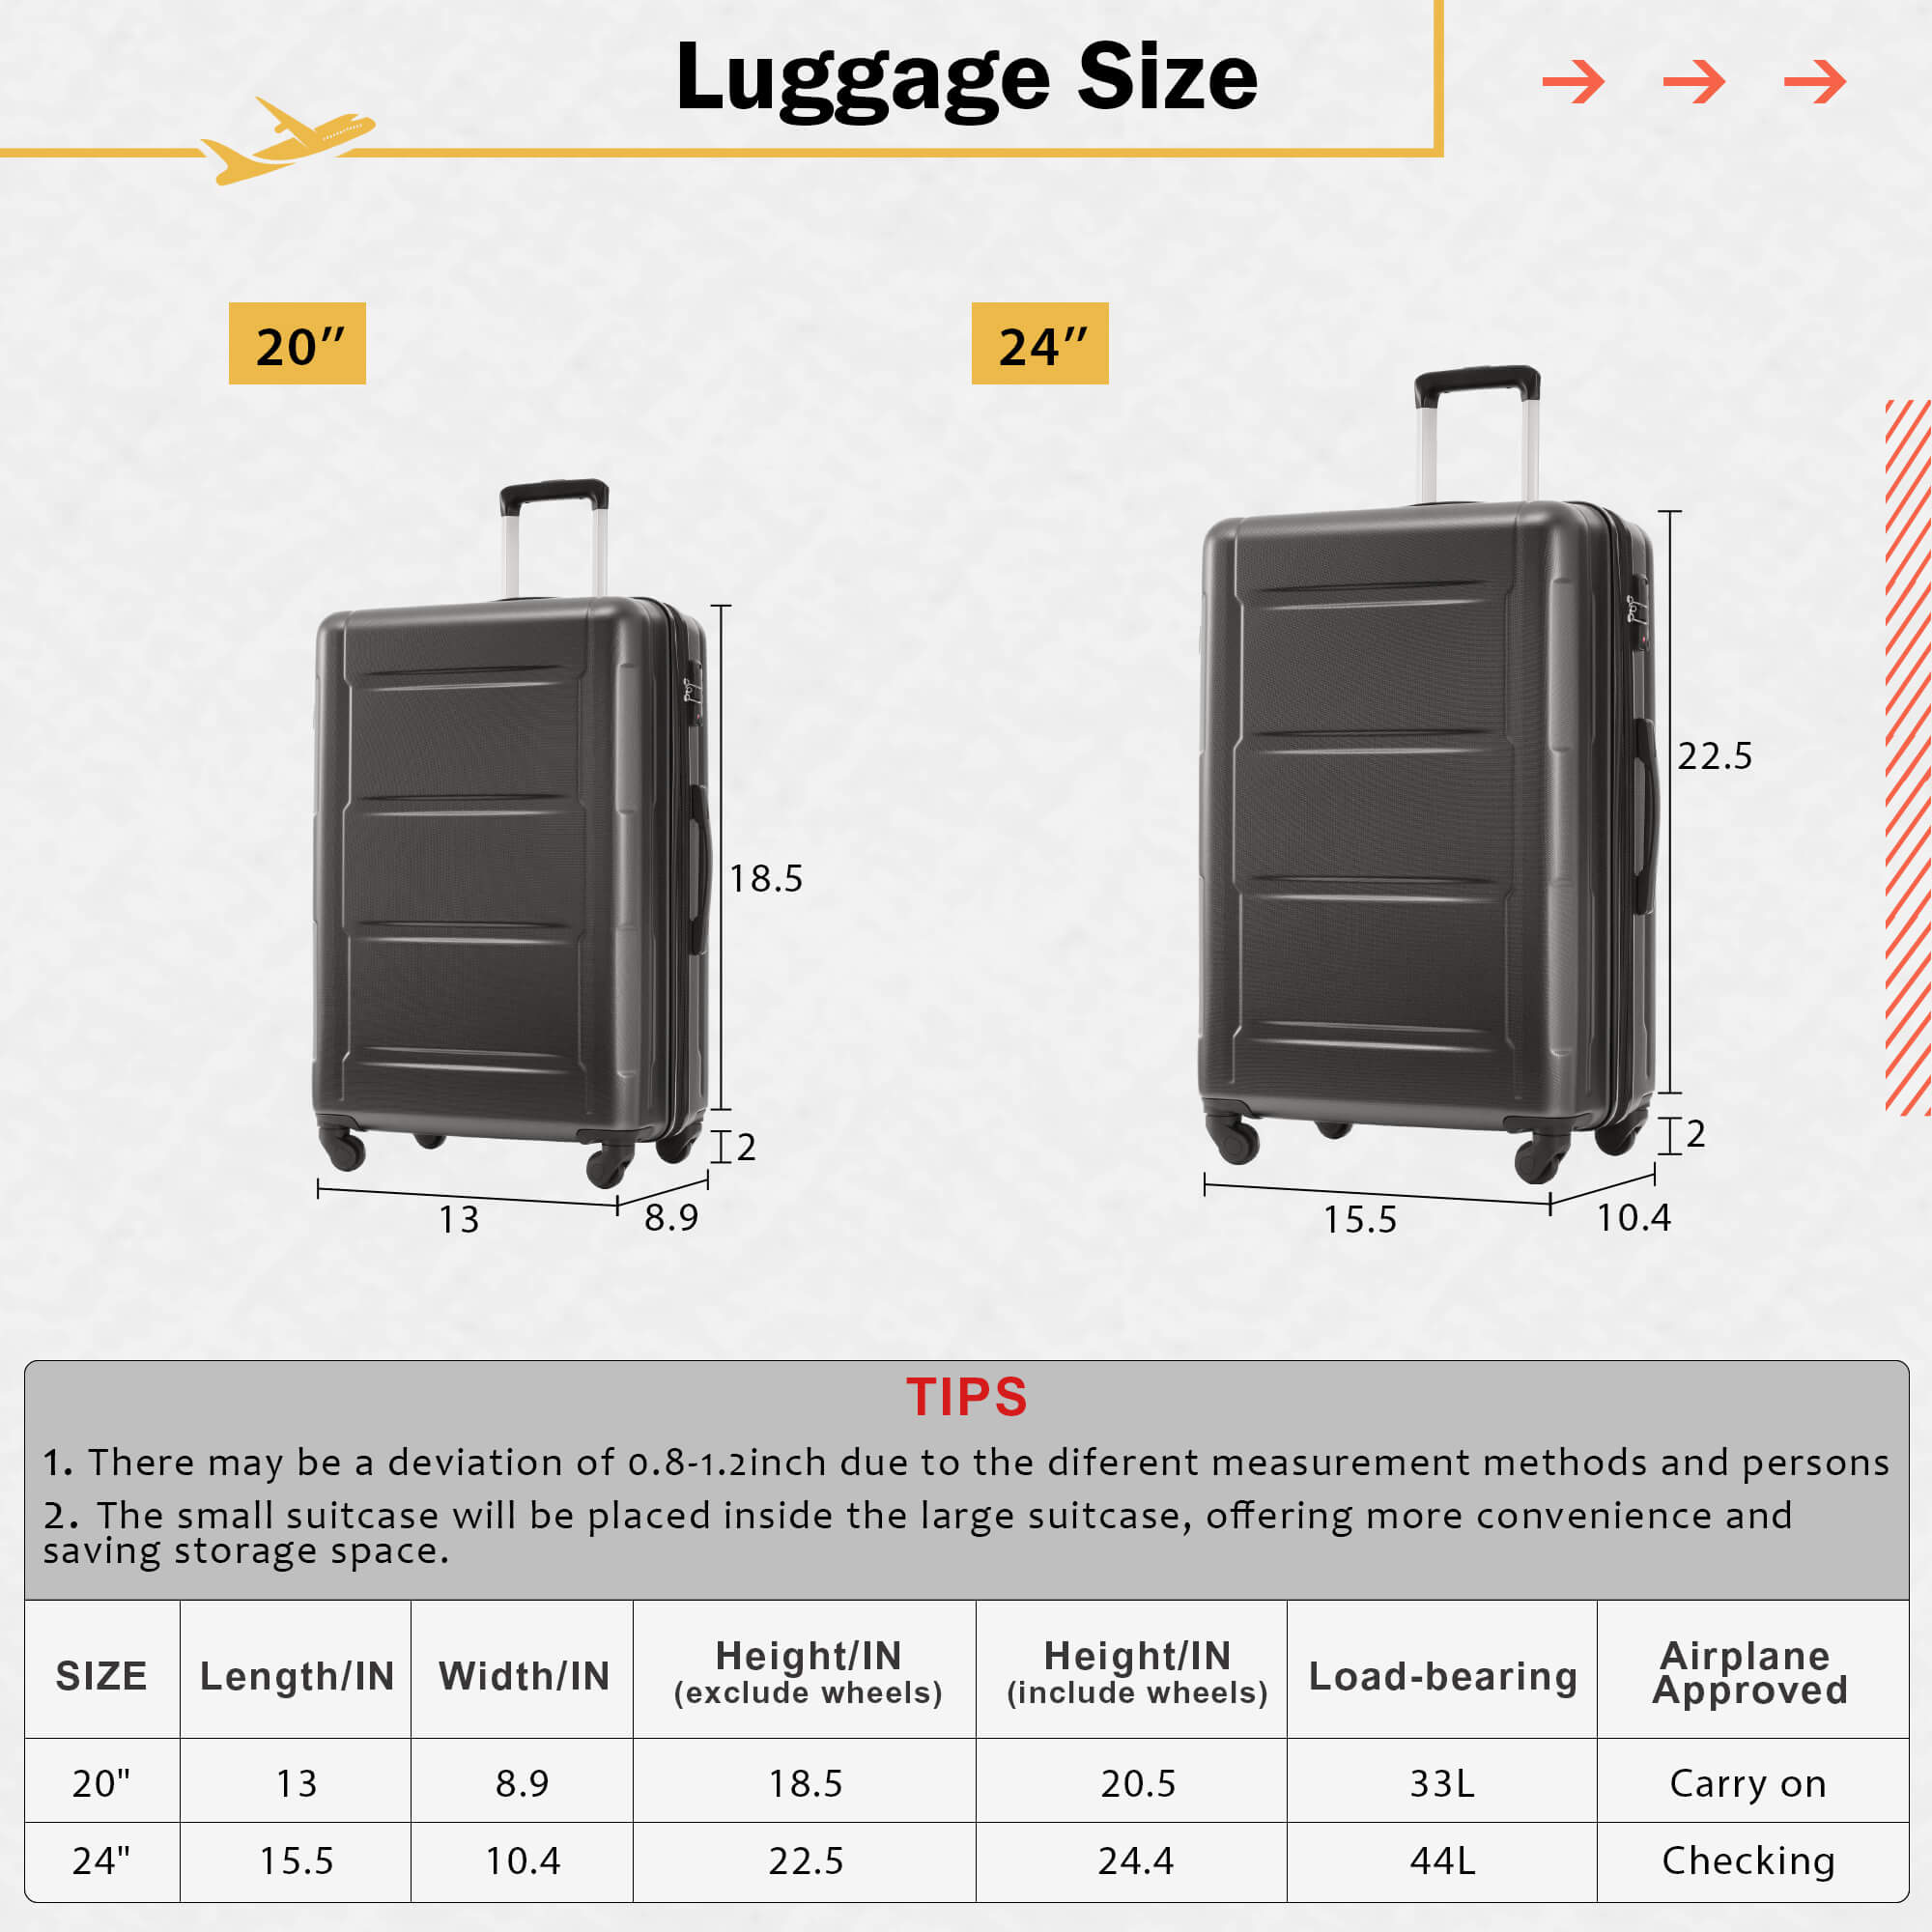 Luggage Size
20″
24″
22.5
18.5
2
2
13
8.9
15.5
10.4
TIPS
1. There may be a deviation of 0.8-1.2inch due to the diferent measurement methods and persons
2. The small suitcase will be placed inside the large suitcase, offering more convenience and
saving storage space.
SIZE Length/IN Width/IN Height/IN (exclude wheels) Height/IN (include wheels) Load-bearing Airplane Approved
20" 13 8.9 18.5 20.5 33L Carry on
24" 15.5 10.4 22.5 24.4 44L Checking